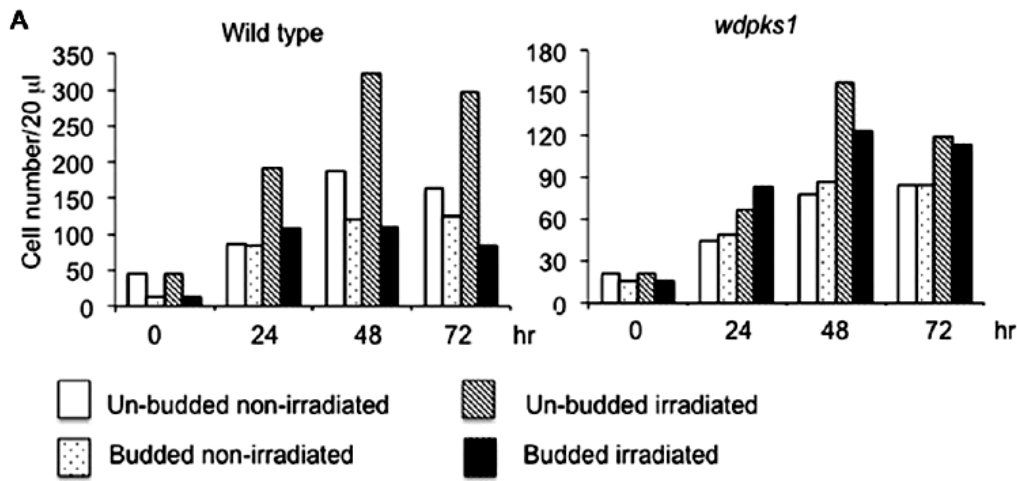 A
Wild type
wdpks1
Cell number/20 µl
350
300
250
200
150
100
50
0
0 24 48 72 hr
180
150
120
90
60
30
0
0 24 48 72 hr
Un-budded non-irradiated
Un-budded irradiated
Budded non-irradiated
Budded irradiated